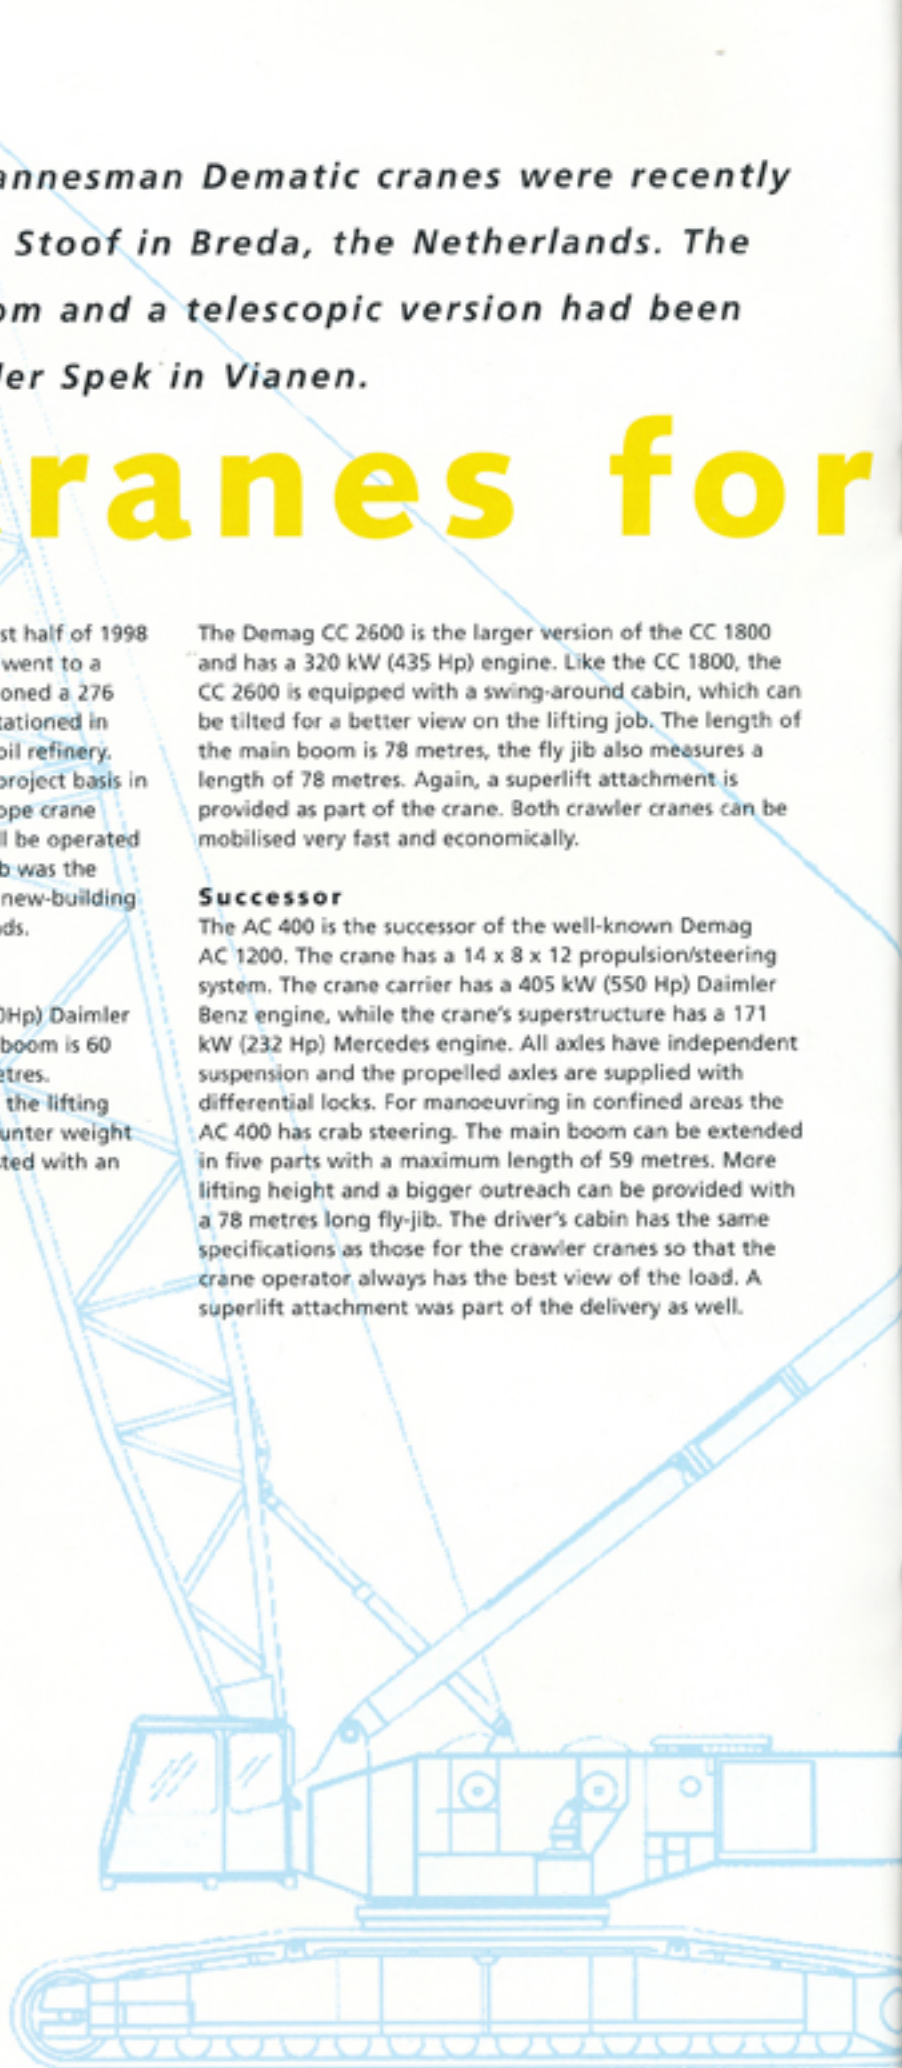 annesman Dematic cranes were recently
Stoof in Breda, the Netherlands. The
om and a telescopic version had been
ler Spek in Vianen.
ranes for
st half of 1998
went to a
oned a 276
tationed in
oil refinery.
project basis in
ope crane
ll be operated
b was the
new-building
ds.
0Hp) Daimler
boom is 60
etres.
the lifting
unter weight
ted with an
The Demag CC 2600 is the larger version of the CC 1800
and has a 320 kW (435 Hp) engine. Like the CC 1800, the
CC 2600 is equipped with a swing-around cabin, which can
be tilted for a better view on the lifting job. The length of
the main boom is 78 metres, the fly jib also measures a
length of 78 metres. Again, a superlift attachment is
provided as part of the crane. Both crawler cranes can be
mobilised very fast and economically.
Successor
The AC 400 is the successor of the well-known Demag
AC 1200. The crane has a 14 x 8 x 12 propulsion/steering
system. The crane carrier has a 405 kW (550 Hp) Daimler
Benz engine, while the crane's superstructure has a 171
kW (232 Hp) Mercedes engine. All axles have independent
suspension and the propelled axles are supplied with
differential locks. For manoeuvring in confined areas the
AC 400 has crab steering. The main boom can be extended
in five parts with a maximum length of 59 metres. More
lifting height and a bigger outreach can be provided with
a 78 metres long fly-jib. The driver's cabin has the same
specifications as those for the crawler cranes so that the
crane operator always has the best view of the load. A
superlift attachment was part of the delivery as well.